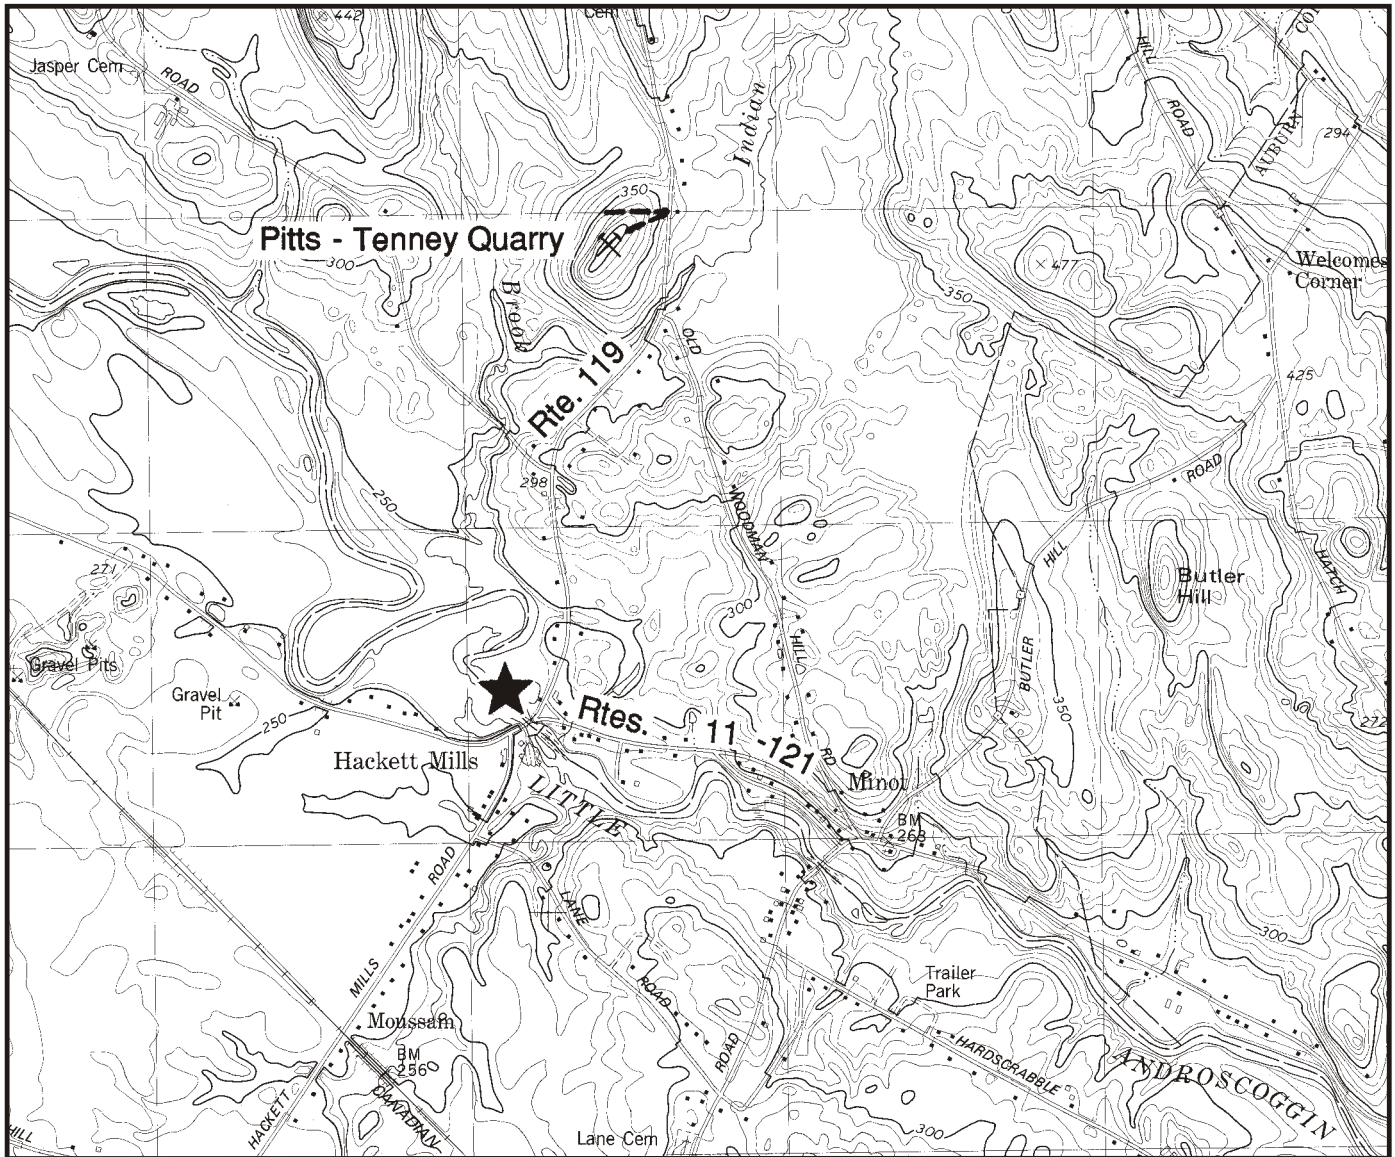 442
Cem
HILL
Jasper Cem
ROAD
Indian
ROAD
AUBURN
294
350
Pitts - Tenney Quarry
300
Welcomes
Corner
477
350
Brook
OLD
Rte. 119
425
ROAD
298
250
WOODMAN
HILL
HATCH
271
Butler
Hill
300
HILL
Gravel Pits
BUTLER
Gravel
Pit
350
250
Rtes. 11 -121
272
Hackett Mills
RD
Minot
LITTLE
BM
263
ROAD
LANE
300
MILLS
ROAD
Trailer
Park
Moussam
BM
256
ROAD
HARDSCRABBLE
ANDROSCOGGIN
CANADIAN
HACKETT
HILL
Lane Cem
300